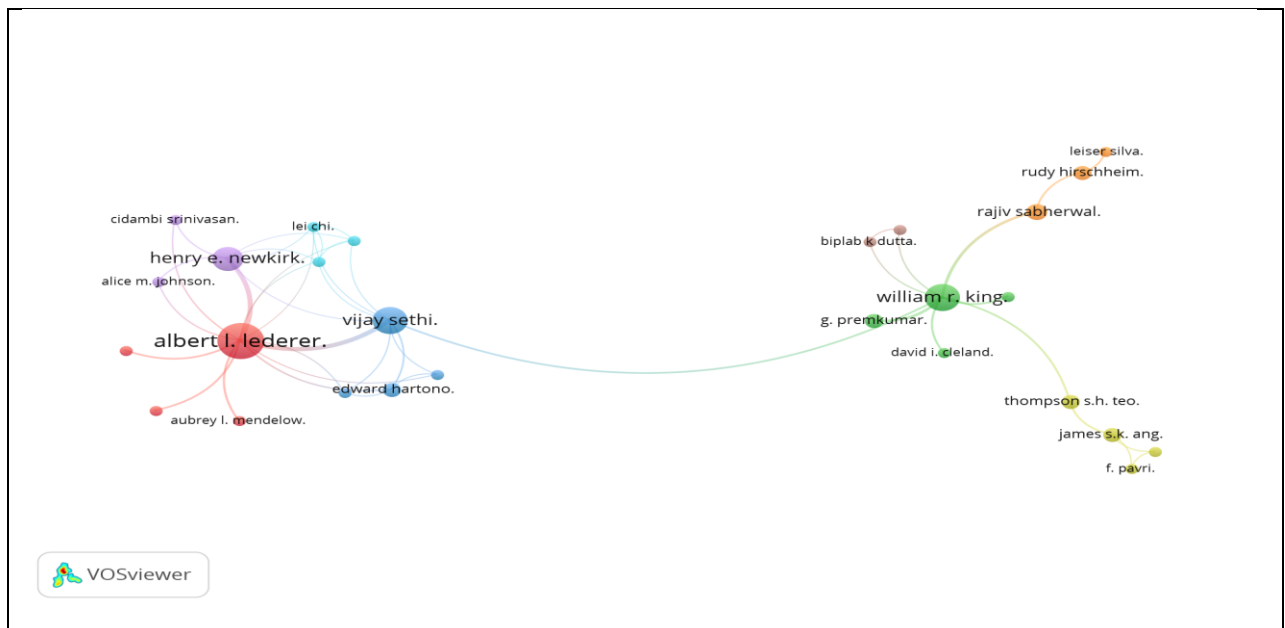 leiser silva.
rudy hirschheim.
rajiv sabherwal.
cidambi srinivasan.
lei chi.
biplab k dutta.
henry e. newkirk.
alice m. johnson.
william r. king.
vijay sethi.
g. premkumar.
albert l. lederer.
david i. cleland.
edward hartono.
thompson s.h. teo.
aubrey l. mendelow.
james s.k. ang.
f. pavri.
VOSviewer